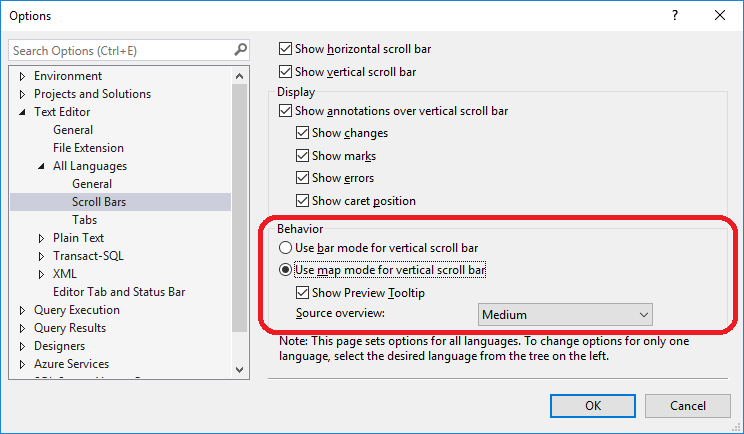 Options
Search Options (Ctrl+E)
Environment
Projects and Solutions
Text Editor
General
File Extension
All Languages
General
Scroll Bars
Tabs
Plain Text
Transact-SQL
XML
Editor Tab and Status Bar
Query Execution
Query Results
Designers
Azure Services
Show horizontal scroll bar
Show vertical scroll bar
Display
Show annotations over vertical scroll bar
Show changes
Show marks
Show errors
Show caret position
Behavior
Use bar mode for vertical scroll bar
Use map mode for vertical scroll bar
Show Preview Tooltip
Source overview: Medium
Note: This page sets options for all languages. To change options for only one
language, select the desired language from the tree on the left.
OK Cancel